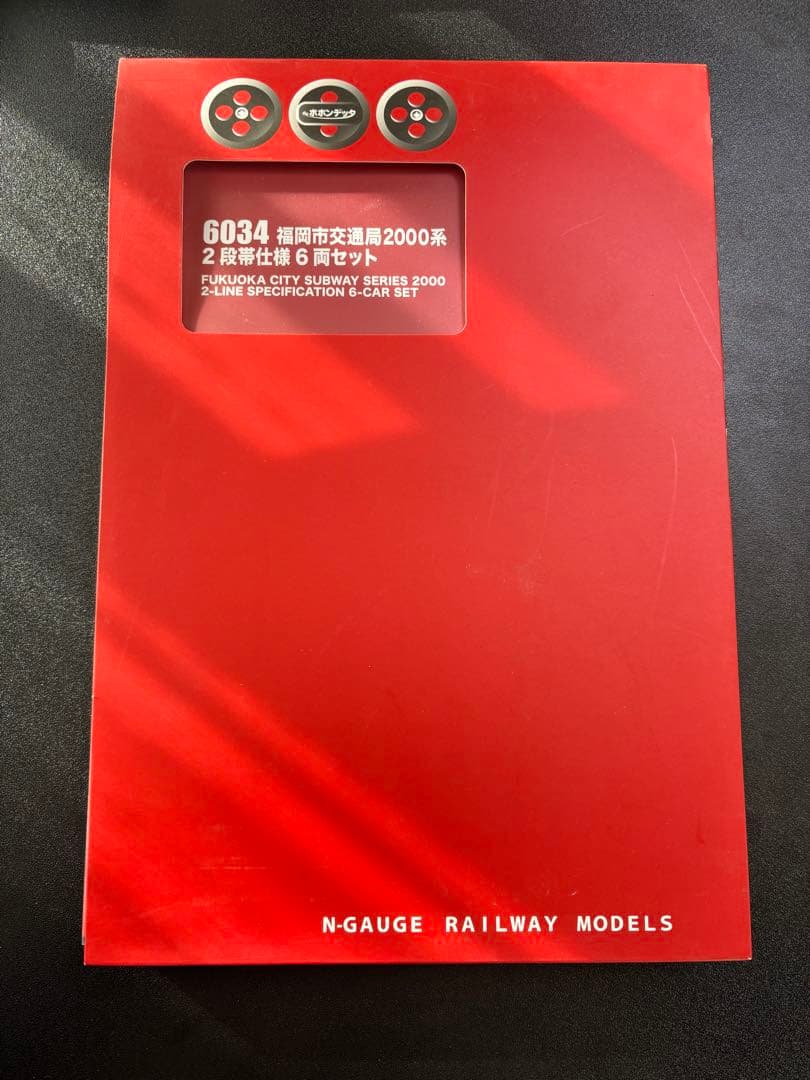 ポポンデッタ
6034 福岡市交通局2000系
2段帯仕様6両セット
FUKUOKA CITY SUBWAY SERIES 2000
2-LINE SPECIFICATION 6-CAR SET
N-GAUGE RAILWAY MODELS